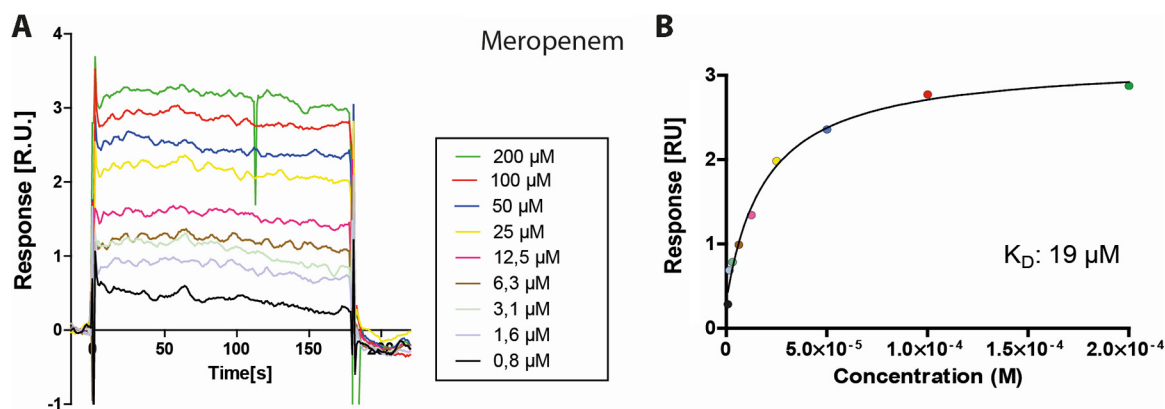 A
Meropenem
B
4
3
2
1
0
-1
Response [R.U.]
0
50
100
150
Time[s]
200 µM
100 µM
50 µM
25 µM
12,5 µM
6,3 µM
3,1 µM
1,6 µM
0,8 µM
3
2
1
0
Response [RU]
K_D: 19 µM
0
5.0×10⁻⁵
1.0×10⁻⁴
1.5×10⁻⁴
2.0×10⁻⁴
Concentration (M)